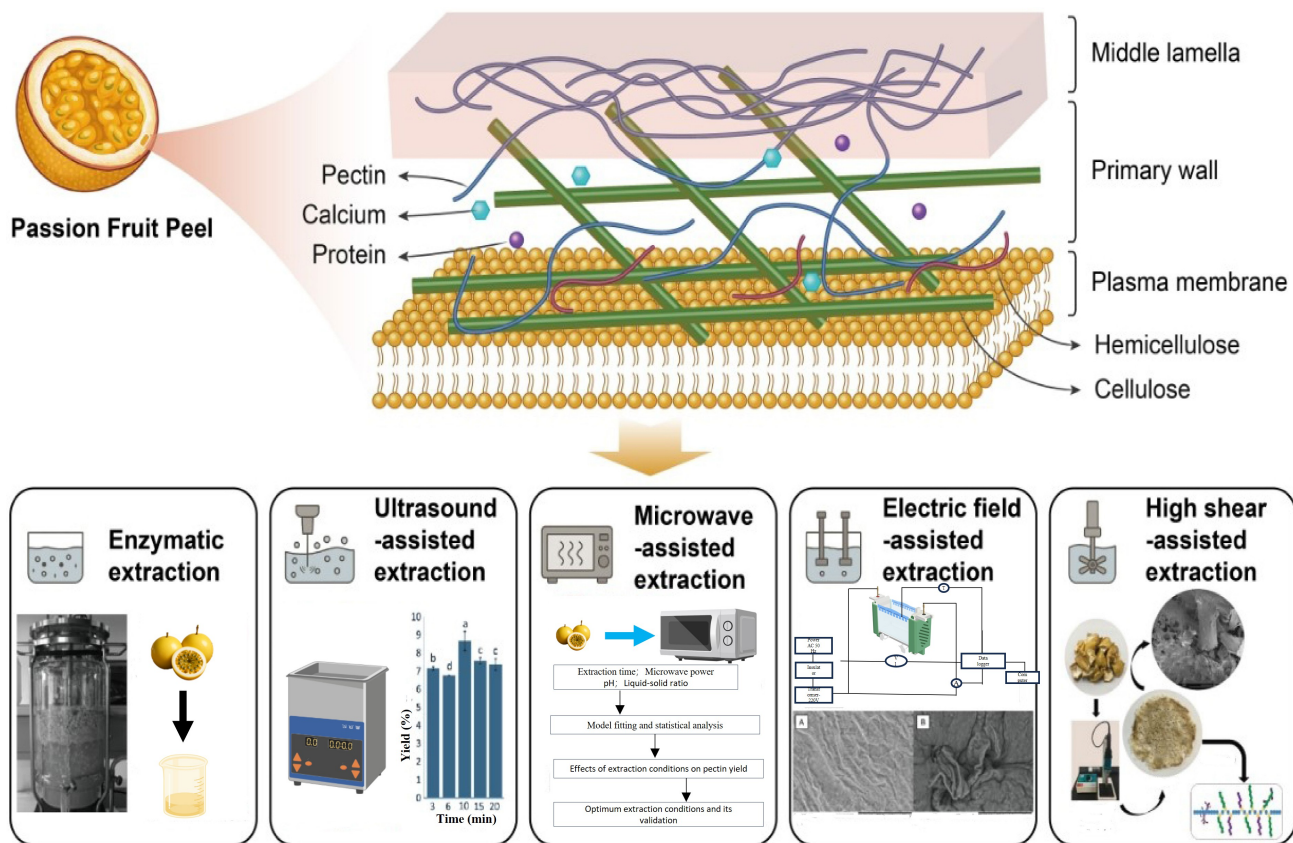 Middle lamella
Primary wall
Pectin
Calcium
Protein
Passion Fruit Peel
Plasma membrane
Hemicellulose
Cellulose
Enzymatic
extraction
Ultrasound
-assisted
extraction
10
9
8
7
6
5
4
3
2
1
0
Yield (%)
b
d
a
c
c
3 6 10 15 20
Time (min)
Microwave
-assisted
extraction
Extraction time; Microwave power
pH; Liquid-solid ratio
Model fitting and statistical analysis
Effects of extraction conditions on pectin yield
Optimum extraction conditions and its
validation
Electric field
-assisted
extraction
Power
AC 50
Hz
Data
logger
A
A
B
High shear
-assisted
extraction